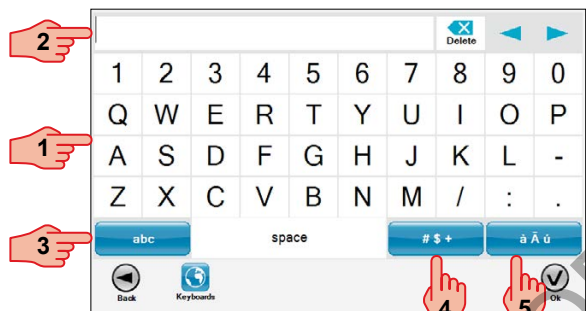 2 Delete
1 2 3 4 5 6 7 8 9 0
Q W E R T Y U I O P
1 A S D F G H J K L -
Z X C V B N M / : .
3 abc space # $ + à Ã ú
Back Keyboards 4 5 Ok